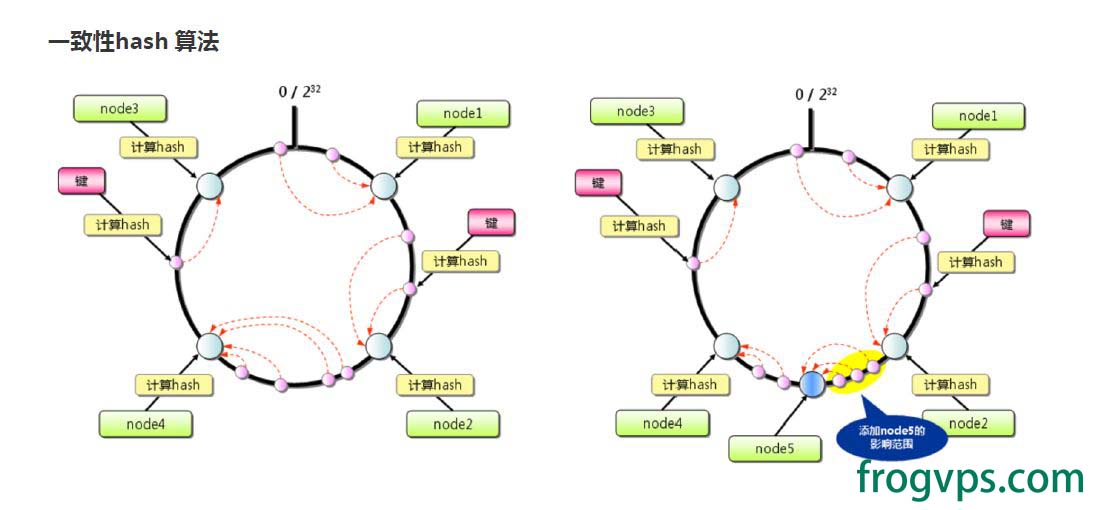 一致性hash 算法
0 / 2³²
node3
node1
计算hash
计算hash
键
计算hash
键
计算hash
计算hash
计算hash
node4
node2
0 / 2³²
node3
node1
计算hash
计算hash
键
计算hash
键
计算hash
计算hash
计算hash
node4
node2
添加node5的
影响范围
node5
frogvps.com